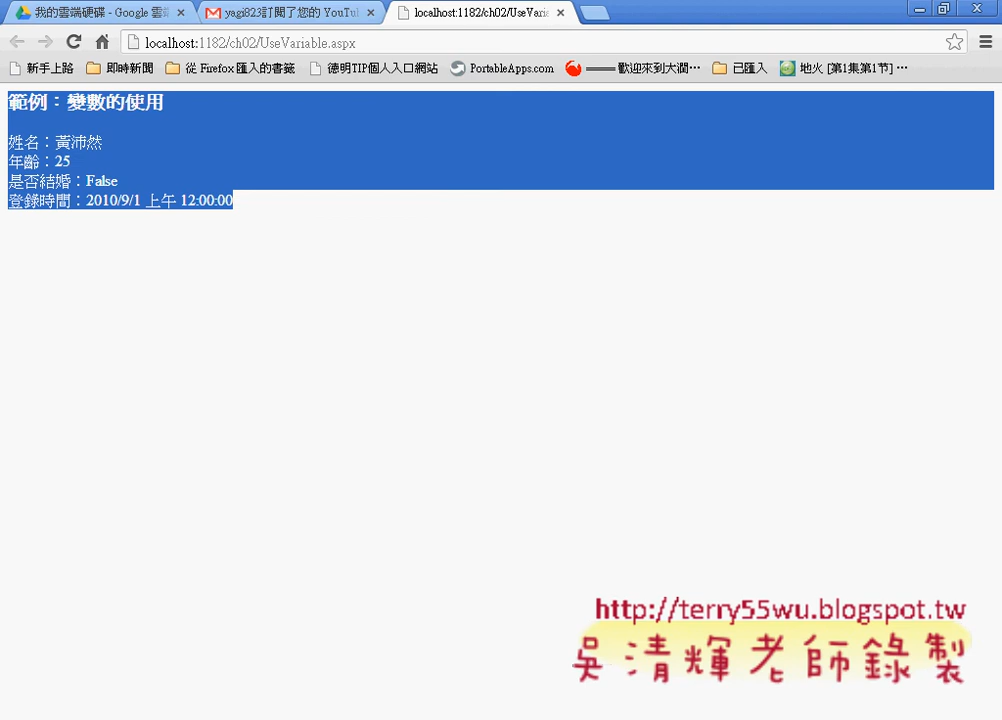 我的雲端硬碟 - Google 雲端
yagi823訂閱了您的 YouTu
localhost:1182/ch02/UseVaria
localhost:1182/ch02/UseVariable.aspx
新手上路
即時新聞
從 Firefox 匯入的書籤
德明TIP個人入口網站
PortableApps.com
═══歡迎來到大瀾…
已匯入
地火 [第1集第1节] …
範例：變數的使用
姓名：黃沛然
年齡：25
是否結婚：False
登錄時間：2010/9/1 上午 12:00:00
http://terry55wu.blogspot.tw
吳清輝老師錄製